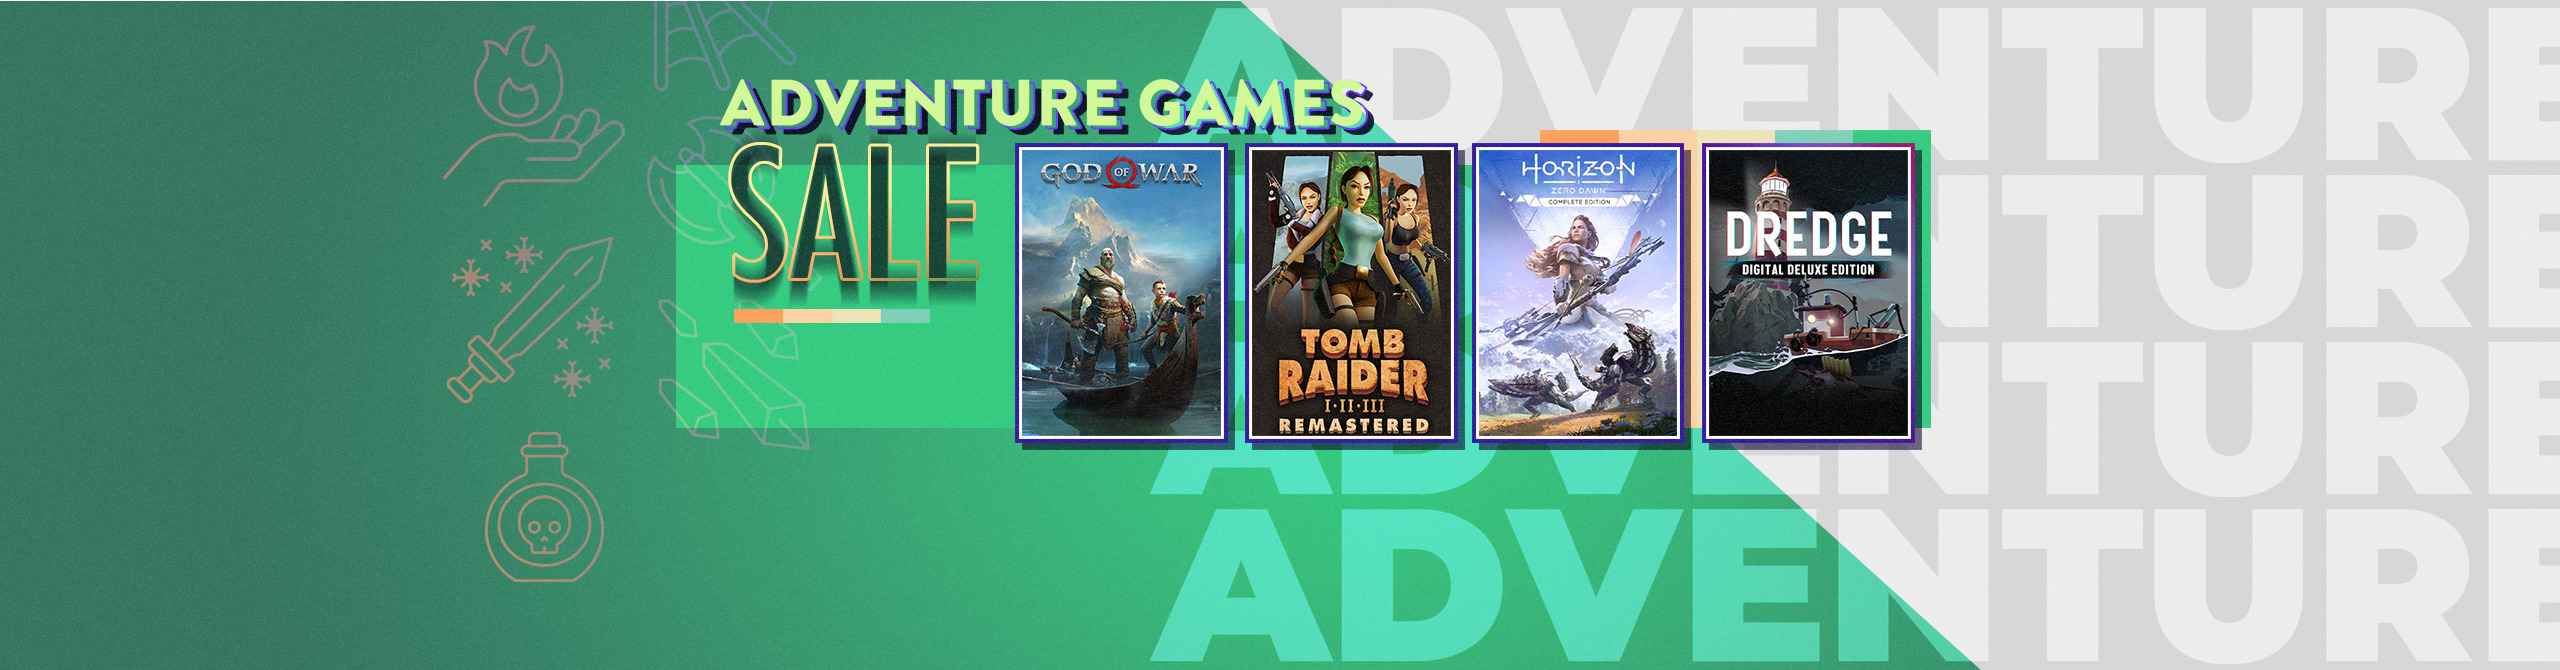 ADVENTURE
ADVENTURE GAMES
SALE
GOD OF WAR
TOMB
RAIDER
I·II·III
REMASTERED
HORIZON
ZERO DAWN
COMPLETE EDITION
DREDGE
DIGITAL DELUXE EDITION
ADVENTURE
ADVENTURE
ADVENTURE